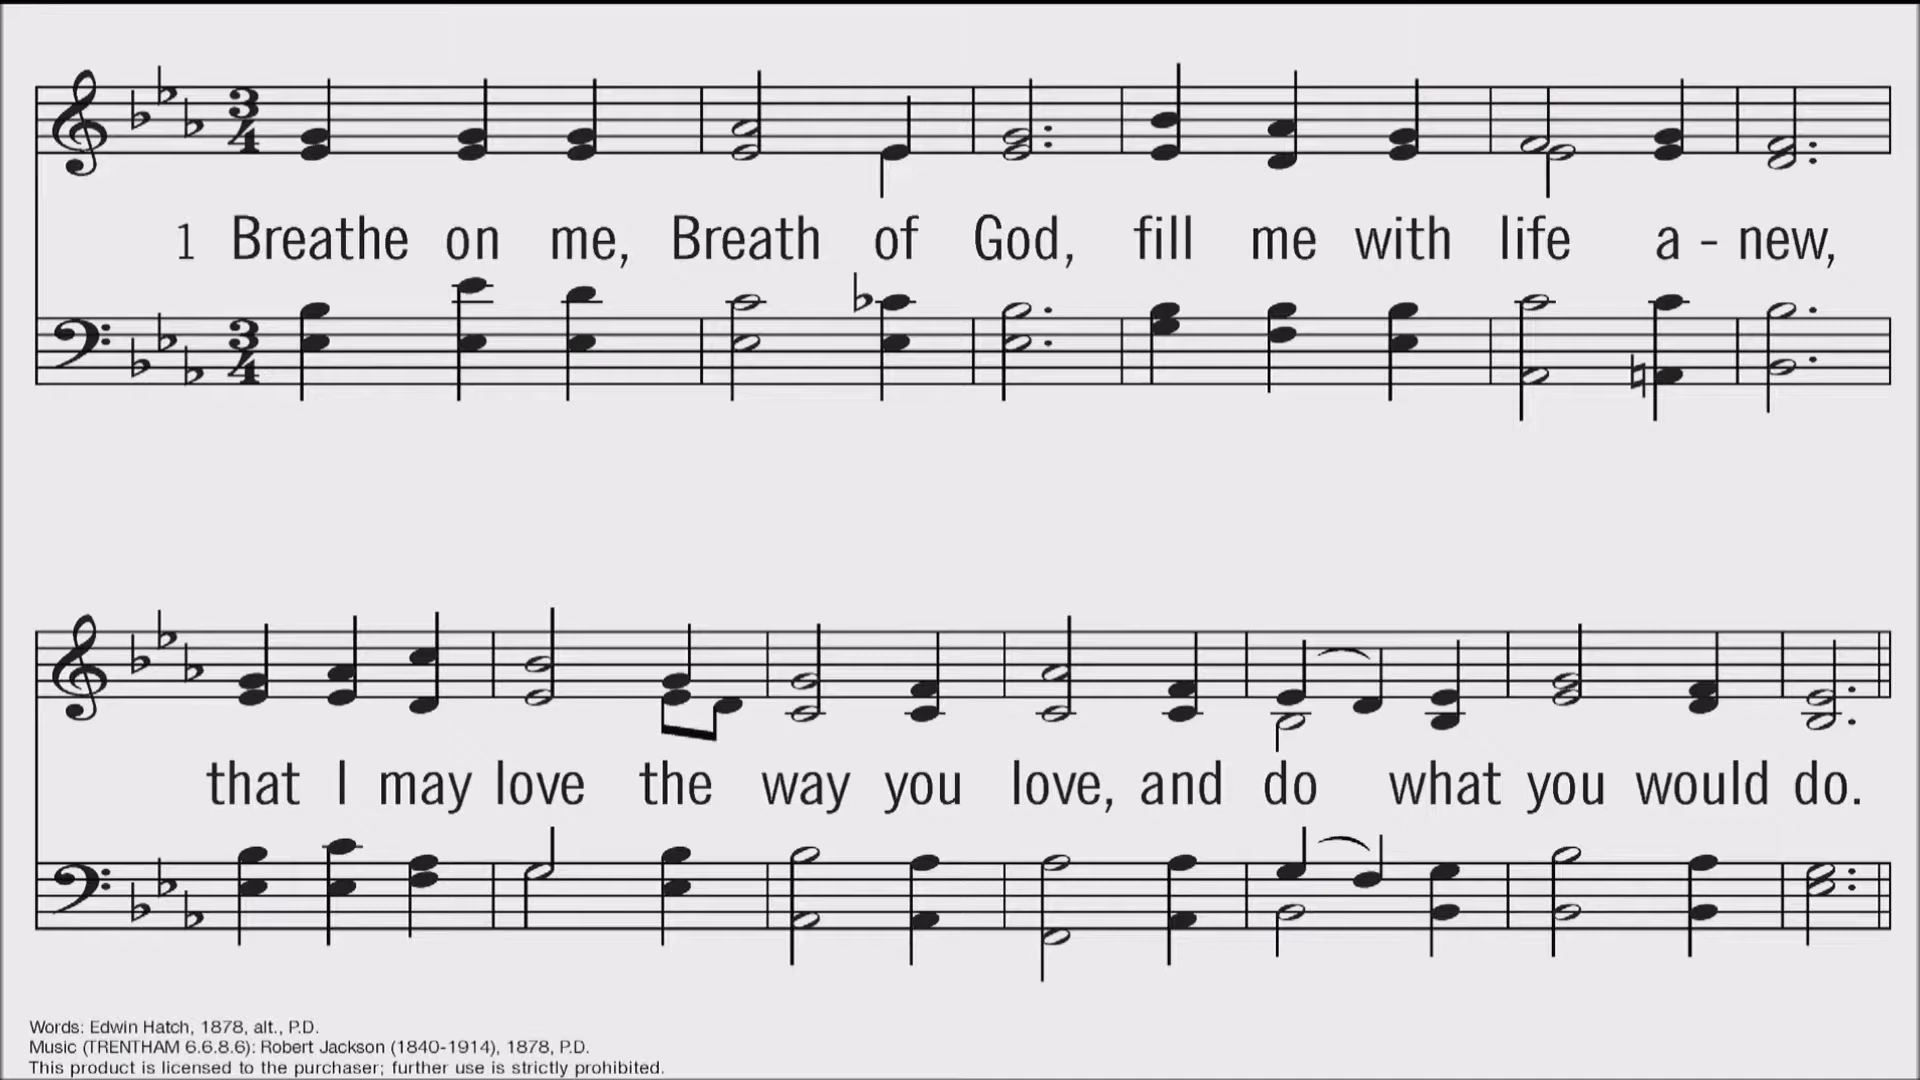 1 Breathe on me, Breath of God, fill me with life a - new,
that I may love the way you love, and do what you would do.
Words: Edwin Hatch, 1878, alt., P.D.
Music (TRENTHAM 6.6.8.6): Robert Jackson (1840-1914), 1878, P.D.
This product is licensed to the purchaser; further use is strictly prohibited.